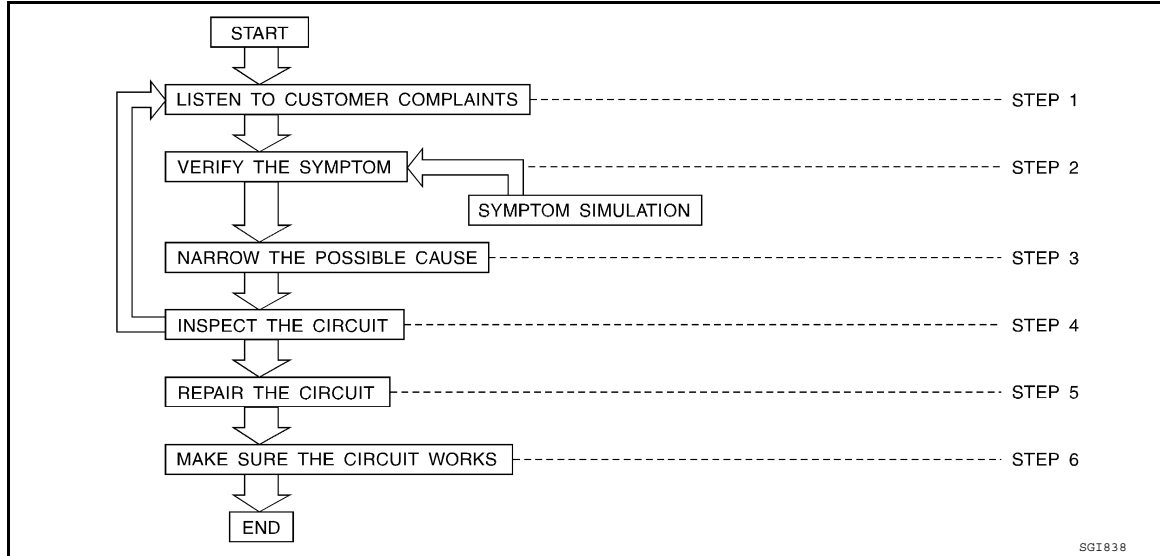 START
LISTEN TO CUSTOMER COMPLAINTS STEP 1
VERIFY THE SYMPTOM STEP 2
SYMPTOM SIMULATION
NARROW THE POSSIBLE CAUSE STEP 3
INSPECT THE CIRCUIT STEP 4
REPAIR THE CIRCUIT STEP 5
MAKE SURE THE CIRCUIT WORKS STEP 6
END
SGI838